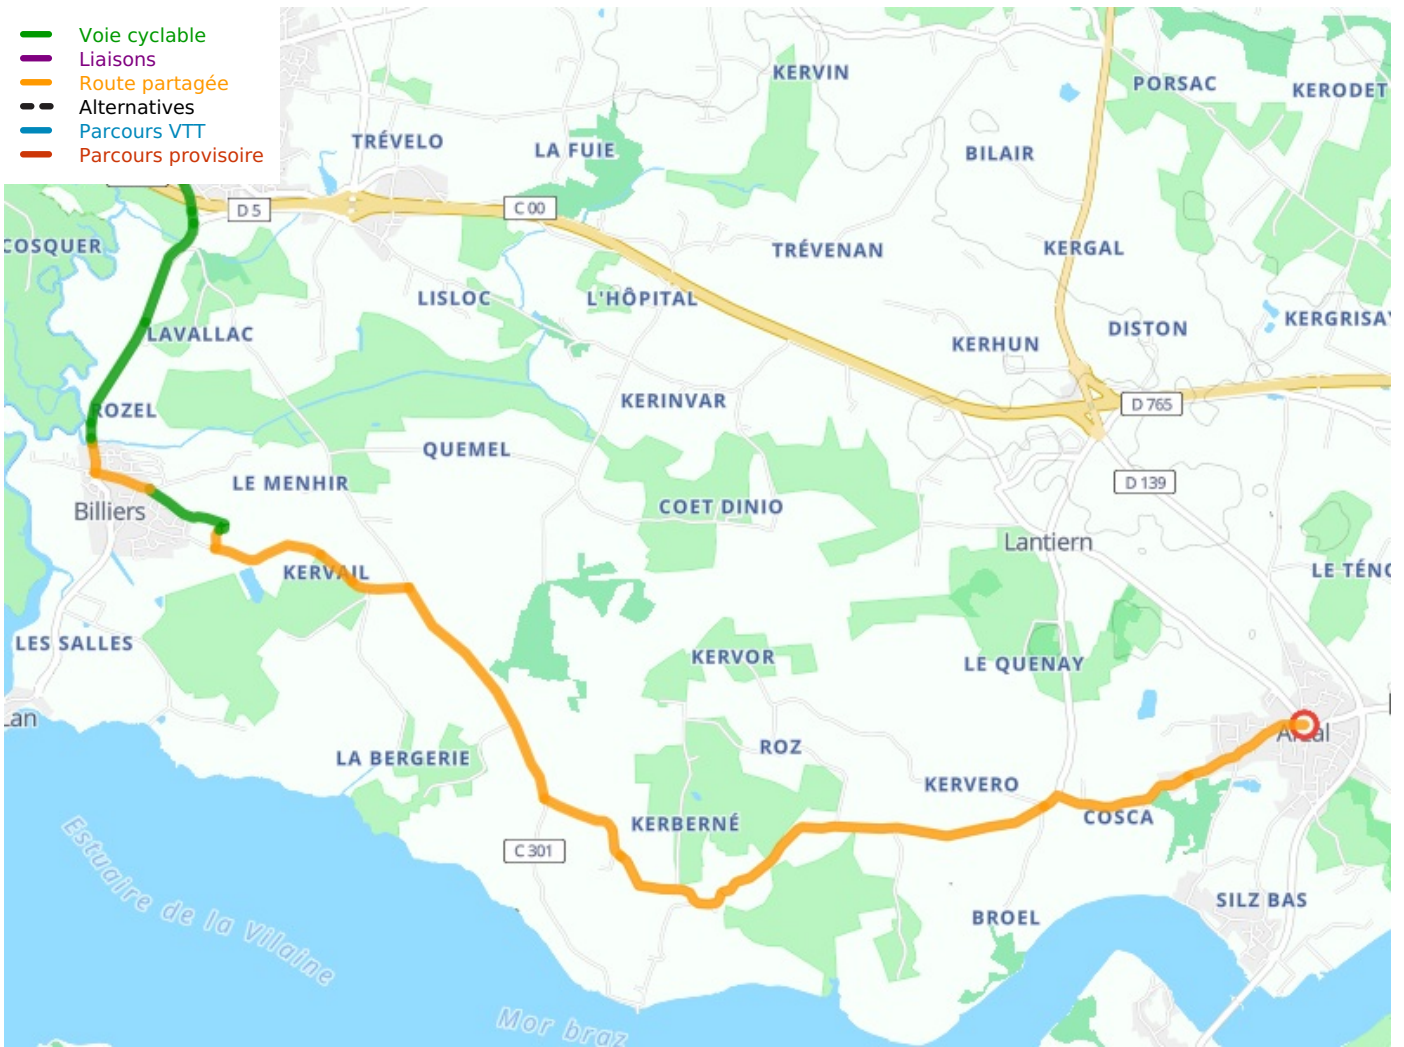 Voie cyclable
Liaisons
Route partagée
Alternatives
Parcours VTT
Parcours provisoire
KERVIN
PORSAC
KERODET
TRÉVELO
LA FUIE
BILAIR
D 5
C 00
COSQUER
TRÉVENAN
KERGAL
LISLOC
L'HÔPITAL
LAVALLAC
KERHUN
DISTON
KERGRISAY
ROZEL
KERINVAR
D 765
QUEMEL
LE MENHIR
D 139
Billiers
COET DINIO
Lantiern
KERVAIL
LE TÉNO
LES SALLES
KERVOR
LE QUENAY
Lan
Arzal
ROZ
LA BERGERIE
KERVERO
COSCA
KERBERNÉ
C 301
Estuaire de la Vilaine
SILZ BAS
BROEL
Mor braz